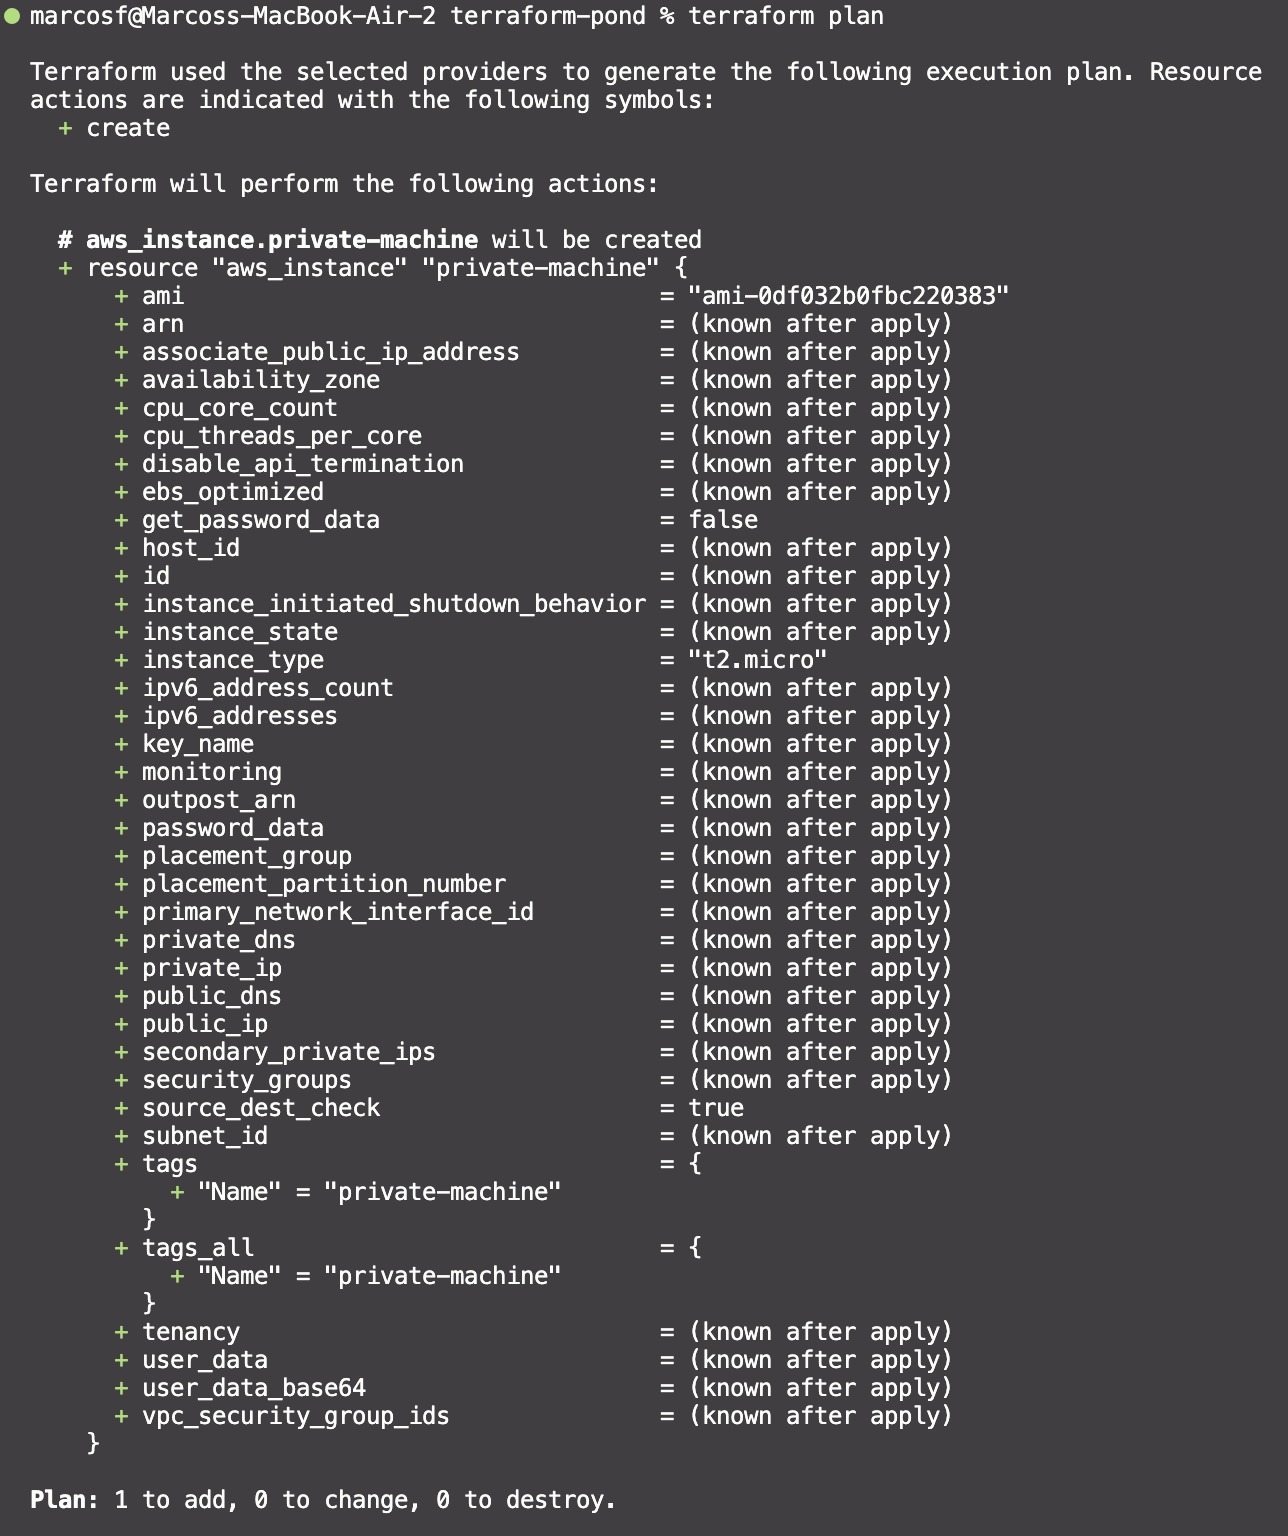 marcosf@Marcoss-MacBook-Air-2 terraform-pond % terraform plan
Terraform used the selected providers to generate the following execution plan. Resource
actions are indicated with the following symbols:
+ create
Terraform will perform the following actions:
# aws_instance.private-machine will be created
+ resource "aws_instance" "private-machine" {
+ ami = "ami-0df032b0fbc220383"
+ arn = (known after apply)
+ associate_public_ip_address = (known after apply)
+ availability_zone = (known after apply)
+ cpu_core_count = (known after apply)
+ cpu_threads_per_core = (known after apply)
+ disable_api_termination = (known after apply)
+ ebs_optimized = (known after apply)
+ get_password_data = false
+ host_id = (known after apply)
+ id = (known after apply)
+ instance_initiated_shutdown_behavior = (known after apply)
+ instance_state = (known after apply)
+ instance_type = "t2.micro"
+ ipv6_address_count = (known after apply)
+ ipv6_addresses = (known after apply)
+ key_name = (known after apply)
+ monitoring = (known after apply)
+ outpost_arn = (known after apply)
+ password_data = (known after apply)
+ placement_group = (known after apply)
+ placement_partition_number = (known after apply)
+ primary_network_interface_id = (known after apply)
+ private_dns = (known after apply)
+ private_ip = (known after apply)
+ public_dns = (known after apply)
+ public_ip = (known after apply)
+ secondary_private_ips = (known after apply)
+ security_groups = (known after apply)
+ source_dest_check = true
+ subnet_id = (known after apply)
+ tags = {
+ "Name" = "private-machine"
}
+ tags_all = {
+ "Name" = "private-machine"
}
+ tenancy = (known after apply)
+ user_data = (known after apply)
+ user_data_base64 = (known after apply)
+ vpc_security_group_ids = (known after apply)
}
Plan: 1 to add, 0 to change, 0 to destroy.